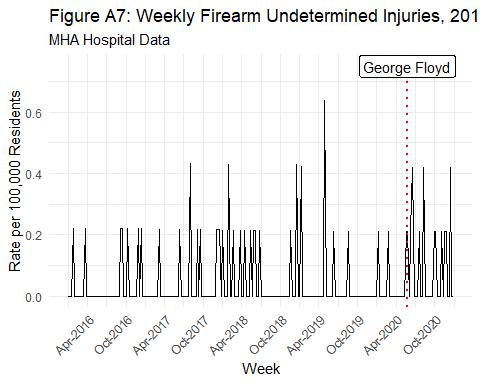 Figure A7: Weekly Firearm Undetermined Injuries, 201
MHA Hospital Data
George Floyd
Rate per 100,000 Residents
0.6
0.4
0.2
0.0
Apr-2016
Oct-2016
Apr-2017
Oct-2017
Apr-2018
Oct-2018
Apr-2019
Oct-2019
Apr-2020
Oct-2020
Week